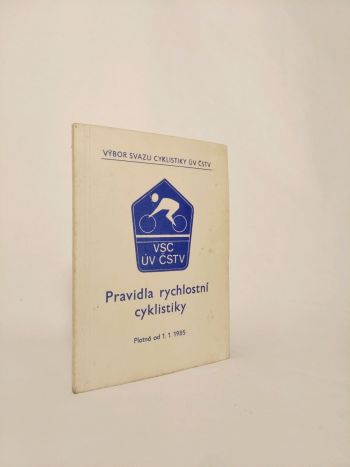 VÝBOR SVAZU CYKLISTIKY ÚV ČSTV
VSC
ÚV ČSTV
Pravidla rychlostní
cyklistiky
Platná od 1. 1. 1985